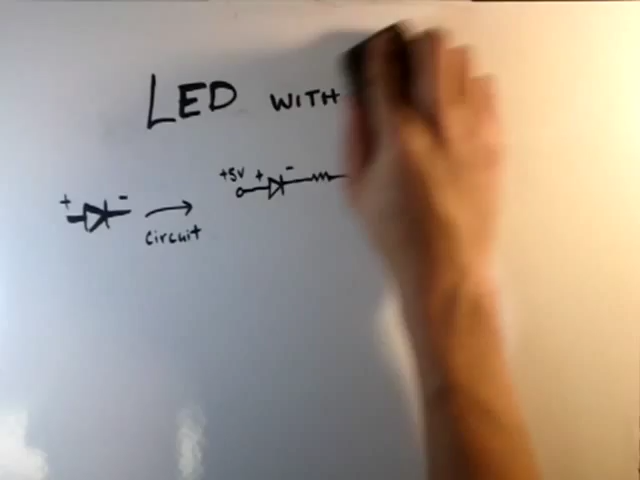 LED WITH
+5V + -
+ -
circuit